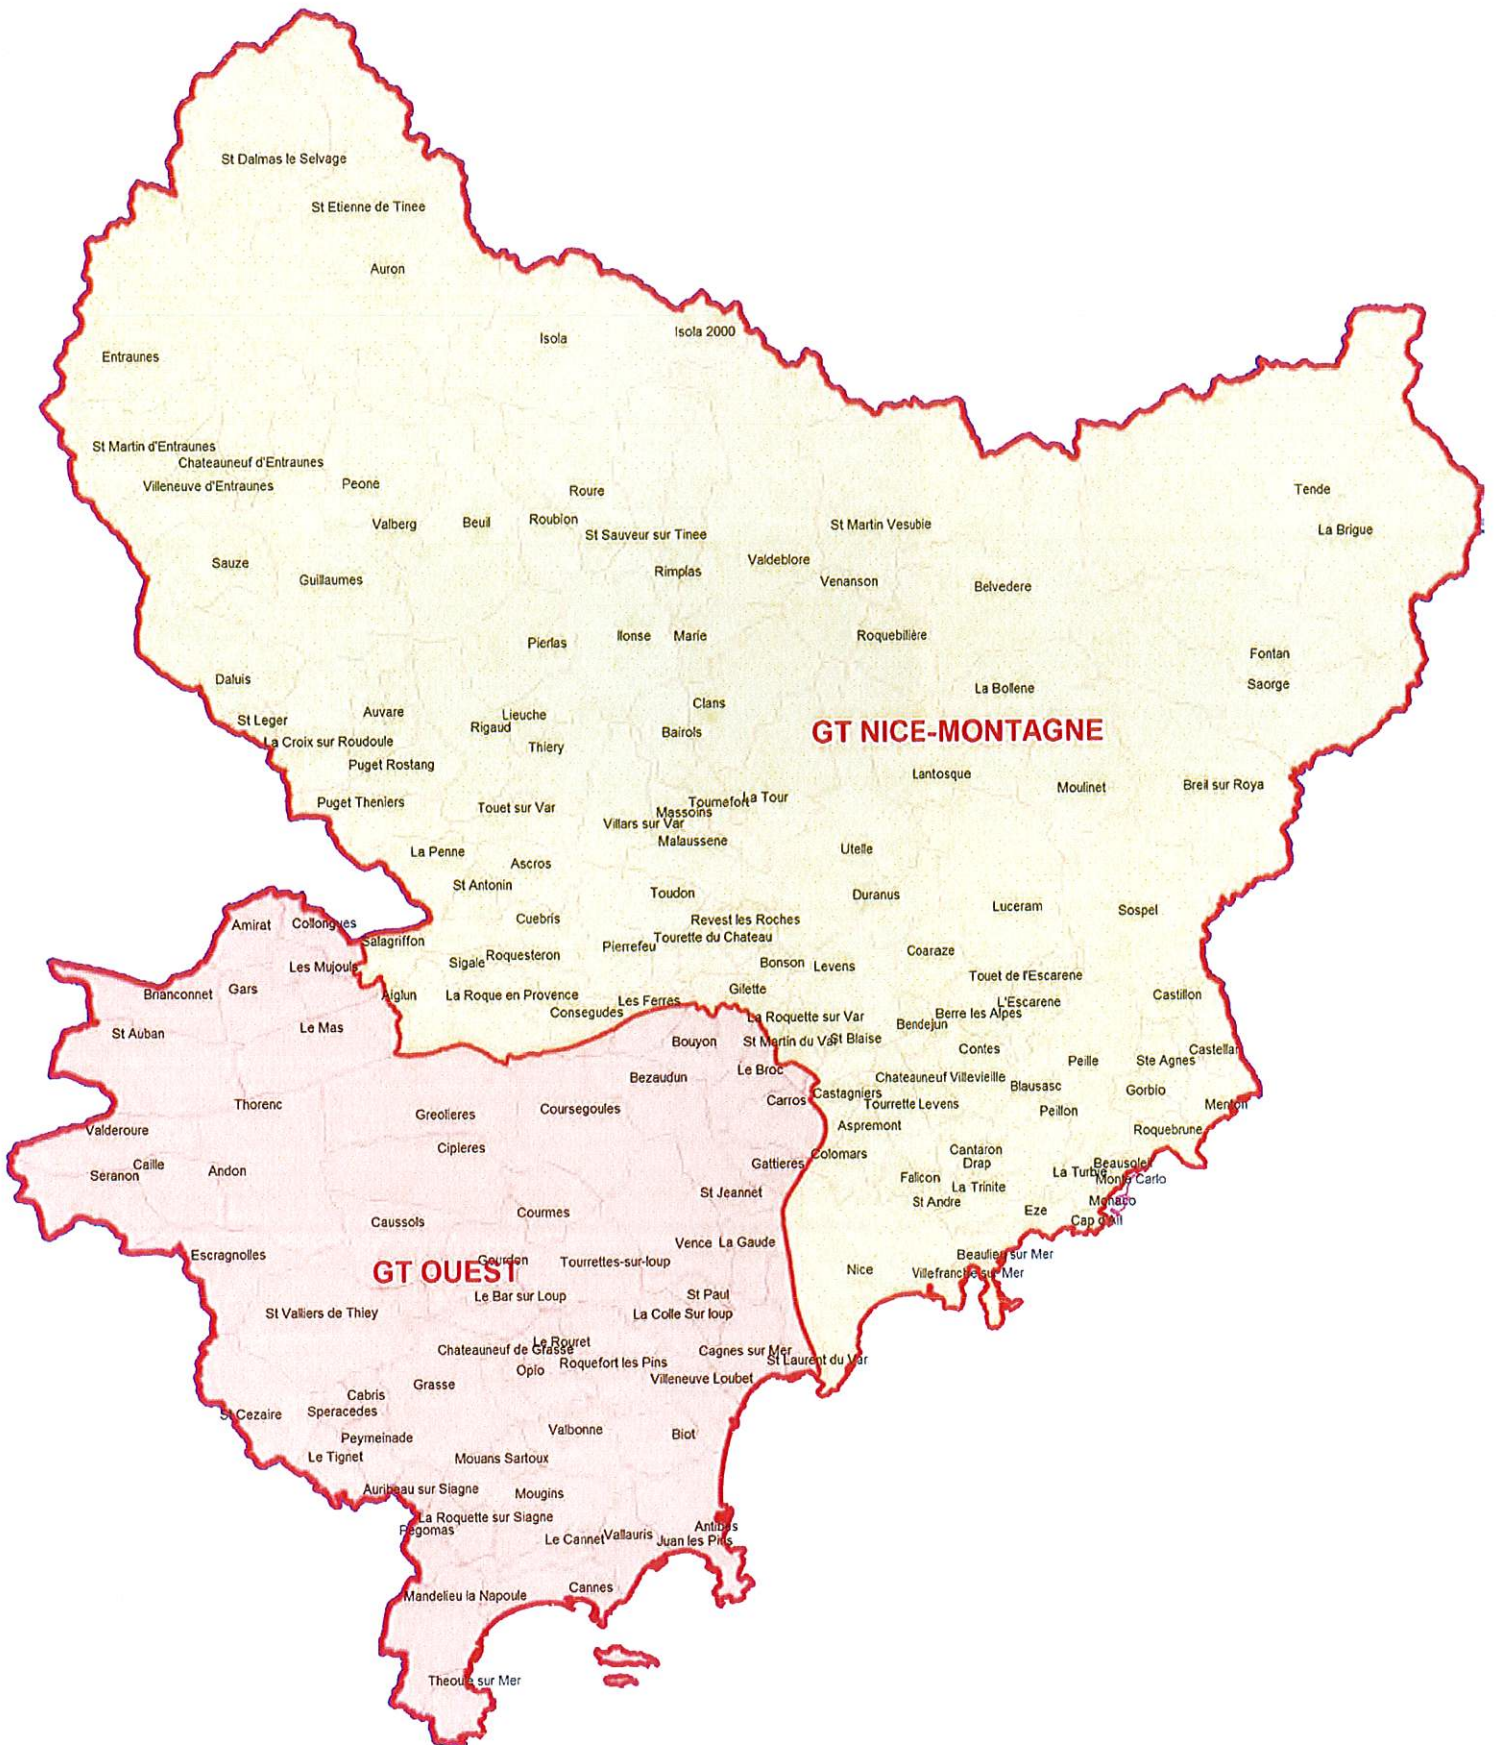 St Dalmas le Selvage
St Etienne de Tinee
Auron
Isola 2000
Isola
Entraunes
St Martin d'Entraunes
Chateauneuf d'Entraunes
Villeneuve d'Entraunes
Peone
Roure
Tende
Valberg
Beuil
Roubion
St Martin Vesubie
La Brigue
St Sauveur sur Tinee
Sauze
Valdeblore
Guillaumes
Rimplas
Venanson
Belvedere
Pierlas
Ilonse
Marie
Roquebilière
Fontan
Daluis
La Bollene
Saorge
St Leger
Auvare
Lieuche
Clans
Rigaud
GT NICE-MONTAGNE
La Croix sur Roudoule
Thiery
Bairols
Puget Rostang
Lantosque
Moulinet
Breil sur Roya
Puget Theniers
Touet sur Var
Tournefort
La Tour
Massoins
Villars sur Var
Malaussene
La Penne
Utelle
Ascros
St Antonin
Toudon
Duranus
Luceram
Sospel
Amirat
Collongues
Cuebris
Revest les Roches
Salagriffon
Tourette du Chateau
Pierrefeu
Coaraze
Les Mujouls
Sigale
Roquesteron
Bonson
Levens
Touet de l'Escarene
Brianconnet
Gars
Aiglun
La Roque en Provence
Les Ferres
Gilette
L'Escarene
Castillon
Consegudes
La Roquette sur Var
Berre les Alpes
Bendejun
St Auban
Le Mas
Bouyon
St Martin du Var
St Blaise
Contes
Peille
Ste Agnes
Castellar
Bezaudun
Le Broc
Chateauneuf Villevieille
Blausasc
Gorbio
Thorenc
Greolieres
Coursegoules
Carros
Castagniers
Tourrette Levens
Peillon
Menton
Valderoure
Aspremont
Roquebrune
Cipieres
Colomars
Cantaron
Seranon
Caille
Andon
Gattieres
Drap
Beausoleil
Falicon
La Turbie
Monte Carlo
St Jeannet
La Trinite
St Andre
Monaco
Caussols
Courmes
Eze
Cap d'Ail
Escragnolles
Vence
La Gaude
Beaulieu sur Mer
GT OUEST
Gourdon
Tourrettes-sur-loup
Nice
Villefranche sur Mer
Le Bar sur Loup
St Paul
St Valliers de Thiey
La Colle Sur loup
Le Rouret
Chateauneuf de Grasse
Cagnes sur Mer
Opio
Roquefort les Pins
St Laurent du Var
Grasse
Villeneuve Loubet
Cabris
St Cezaire
Speracedes
Peymeinade
Valbonne
Biot
Le Tignet
Mouans Sartoux
Auribeau sur Siagne
Mougins
La Roquette sur Siagne
Pegomas
Le Cannet
Vallauris
Antibes
Juan les Pins
Mandelieu la Napoule
Cannes
Theoule sur Mer